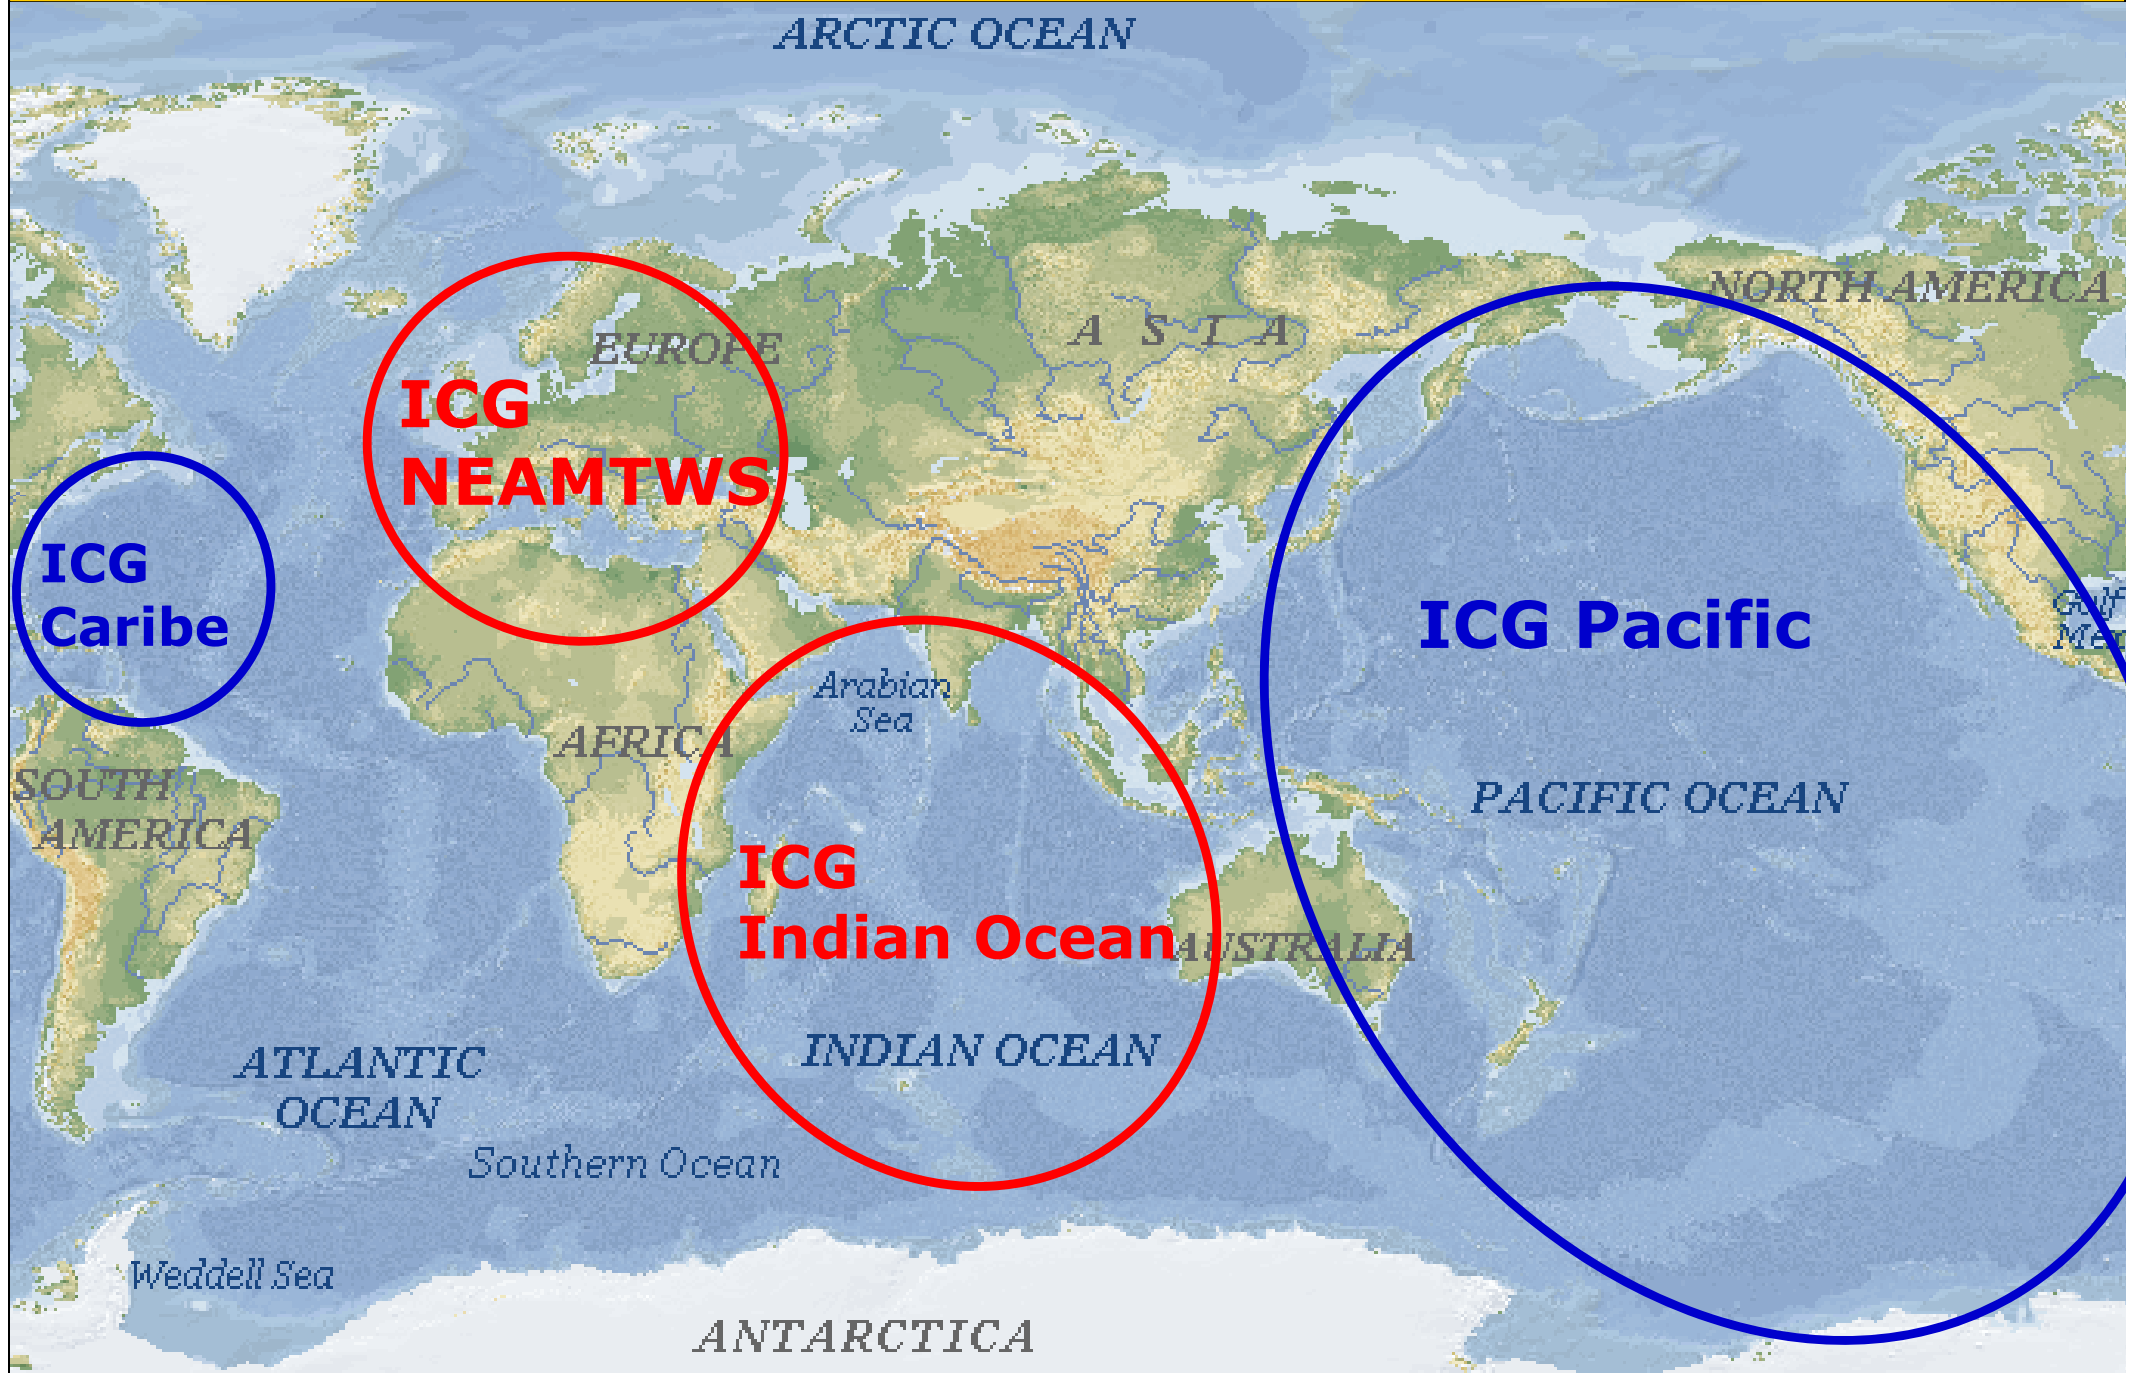 ARCTIC OCEAN
NORTH AMERICA
A S I A
EUROPE
ICG
NEAMTWS
ICG
Caribe
ICG Pacific
Gulf
Arabian
Sea
AFRICA
SOUTH
AMERICA
PACIFIC OCEAN
ICG
Indian Ocean
AUSTRALIA
INDIAN OCEAN
ATLANTIC
OCEAN
Southern Ocean
Weddell Sea
ANTARCTICA